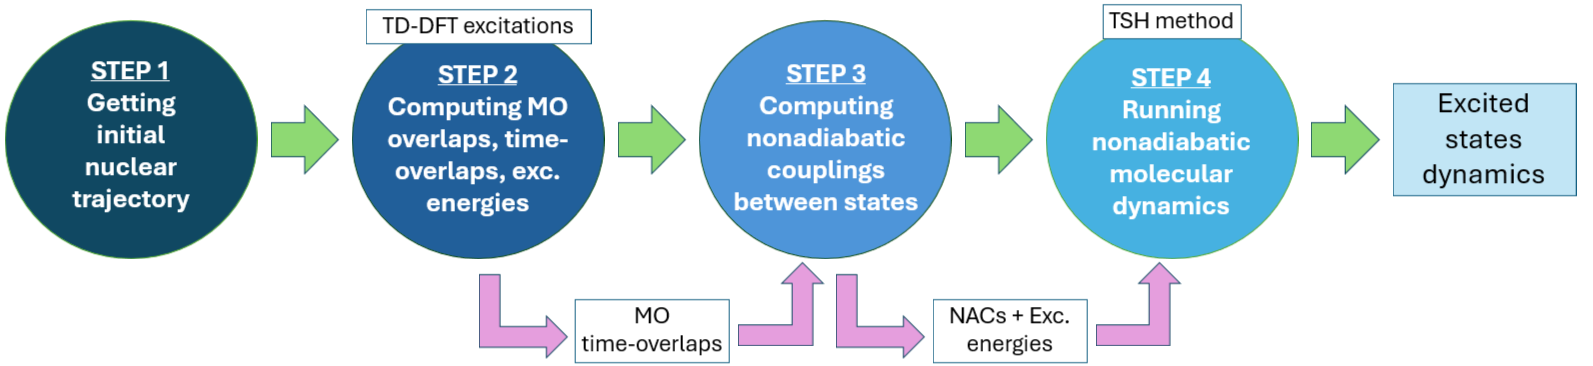 STEP 1
Getting
initial
nuclear
trajectory
TD-DFT excitations
STEP 2
Computing MO
overlaps, time-
overlaps, exc.
energies
STEP 3
Computing
nonadiabatic
couplings
between states
TSH method
STEP 4
Running
nonadiabatic
molecular
dynamics
Excited
states
dynamics
MO
time-overlaps
NACs + Exc.
energies